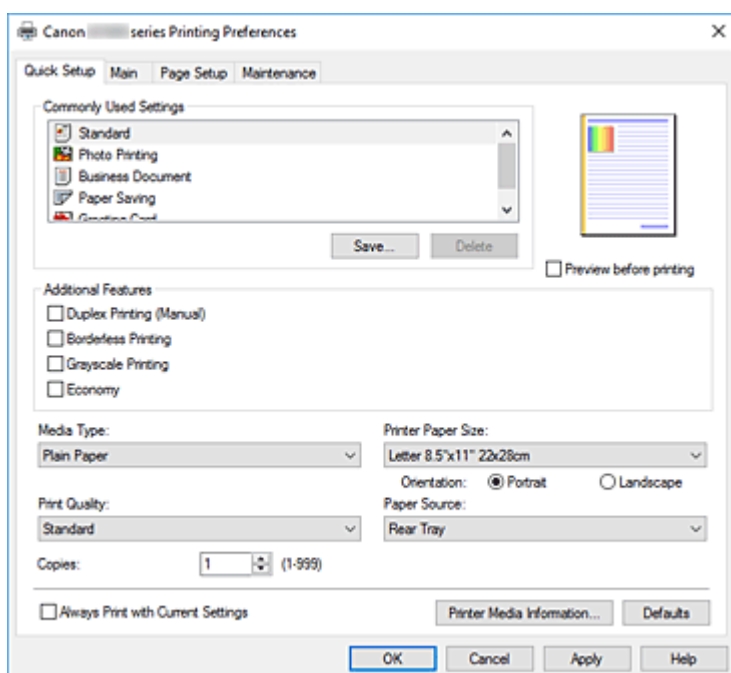 Canon series Printing Preferences
Quick Setup Main Page Setup Maintenance
Commonly Used Settings
Standard
Photo Printing
Business Document
Paper Saving
Greeting Card
Save... Delete
Preview before printing
Additional Features
Duplex Printing (Manual)
Borderless Printing
Grayscale Printing
Economy
Media Type: Printer Paper Size:
Plain Paper Letter 8.5"x11" 22x28cm
Orientation: Portrait Landscape
Print Quality: Paper Source:
Standard Rear Tray
Copies: 1 (1-999)
Always Print with Current Settings Printer Media Information... Defaults
OK Cancel Apply Help